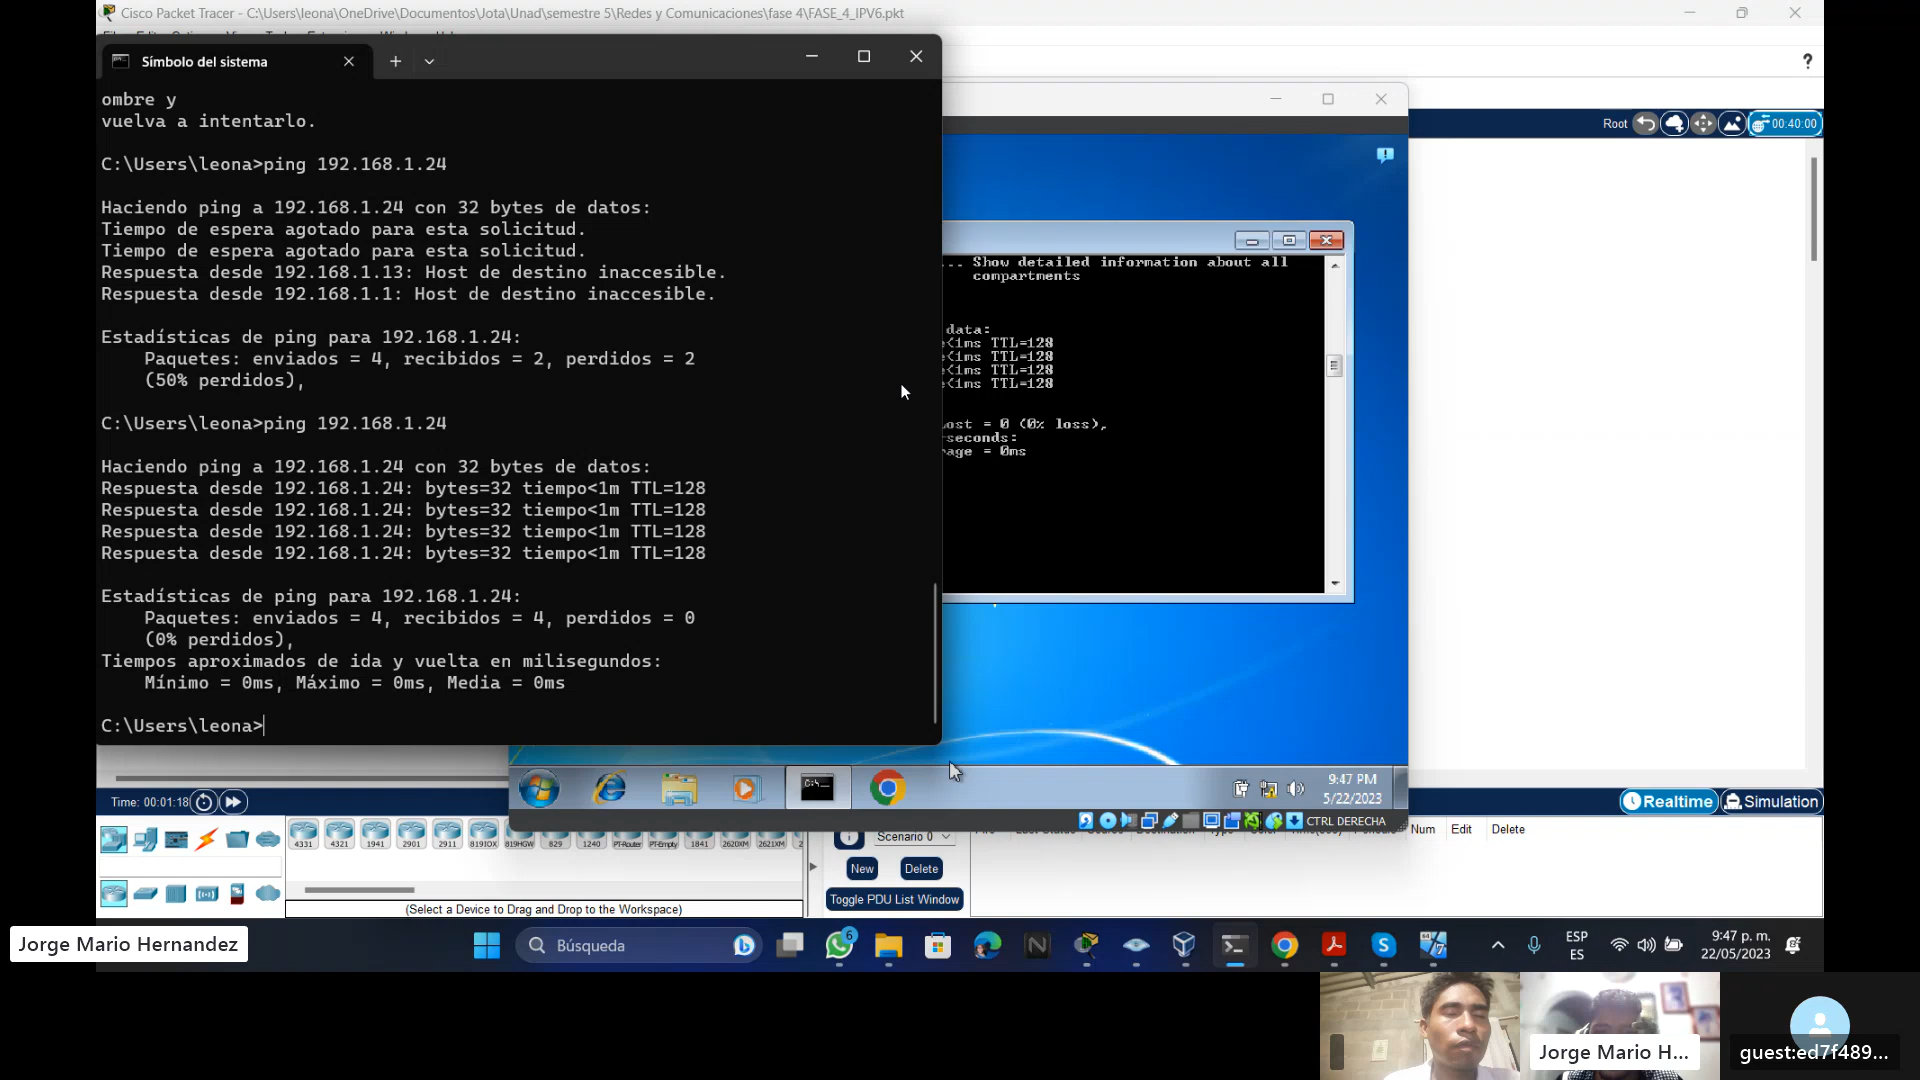 Cisco Packet Tracer - C:\Users\leona\OneDrive\Documentos\Jota\Unad\semestre 5\Redes y Comunicaciones\fase 4\FASE_4_IPV6.pkt
Símbolo del sistema
ombre y
vuelva a intentarlo.
C:\Users\leona>ping 192.168.1.24
Haciendo ping a 192.168.1.24 con 32 bytes de datos:
Tiempo de espera agotado para esta solicitud.
Tiempo de espera agotado para esta solicitud.
Respuesta desde 192.168.1.13: Host de destino inaccesible.
Respuesta desde 192.168.1.1: Host de destino inaccesible.
Estadísticas de ping para 192.168.1.24:
Paquetes: enviados = 4, recibidos = 2, perdidos = 2
(50% perdidos),
C:\Users\leona>ping 192.168.1.24
Haciendo ping a 192.168.1.24 con 32 bytes de datos:
Respuesta desde 192.168.1.24: bytes=32 tiempo<1m TTL=128
Respuesta desde 192.168.1.24: bytes=32 tiempo<1m TTL=128
Respuesta desde 192.168.1.24: bytes=32 tiempo<1m TTL=128
Respuesta desde 192.168.1.24: bytes=32 tiempo<1m TTL=128
Estadísticas de ping para 192.168.1.24:
Paquetes: enviados = 4, recibidos = 4, perdidos = 0
(0% perdidos),
Tiempos aproximados de ida y vuelta en milisegundos:
Mínimo = 0ms, Máximo = 0ms, Media = 0ms
C:\Users\leona>
Root
00:40:00
... Show detailed information about all
compartments
data:
<1ms TTL=128
<1ms TTL=128
<1ms TTL=128
<1ms TTL=128
ost = 0 (0% loss),
seconds:
age = 0ms
9:47 PM
5/22/2023
CTRL DERECHA
Time: 00:01:18
Realtime
Simulation
4331 4321 1941 2901 2911 819IOX 819HGW 829 1240 PT-Router PT-Empty 1841 2620XM 2621XM
(Select a Device to Drag and Drop to the Workspace)
Scenario 0
New
Delete
Toggle PDU List Window
Num Edit Delete
Búsqueda
6
ESP
ES
9:47 p. m.
22/05/2023
Jorge Mario Hernandez
Jorge Mario H...
guest:ed7f489...